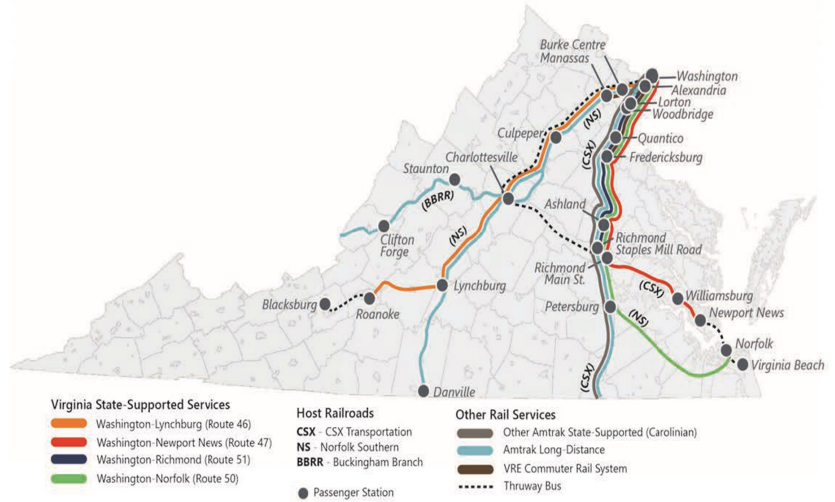 Burke Centre
Manassas
Washington
Alexandria
Lorton
Woodbridge
(NS)
Culpeper
Quantico
(CSX)
Fredericksburg
Charlottesville
Staunton
(BBRR)
Ashland
Clifton
Forge
(NS)
Richmond
Staples Mill Road
Richmond
Main St.
Lynchburg
(CSX)
Williamsburg
Blacksburg
Roanoke
Petersburg
(NS)
Newport News
Norfolk
Virginia Beach
(CSX)
Danville
Virginia State-Supported Services
Washington-Lynchburg (Route 46)
Washington-Newport News (Route 47)
Washington-Richmond (Route 51)
Washington-Norfolk (Route 50)
Host Railroads
CSX - CSX Transportation
NS - Norfolk Southern
BBRR - Buckingham Branch
Passenger Station
Other Rail Services
Other Amtrak State-Supported (Carolinian)
Amtrak Long-Distance
VRE Commuter Rail System
Thruway Bus